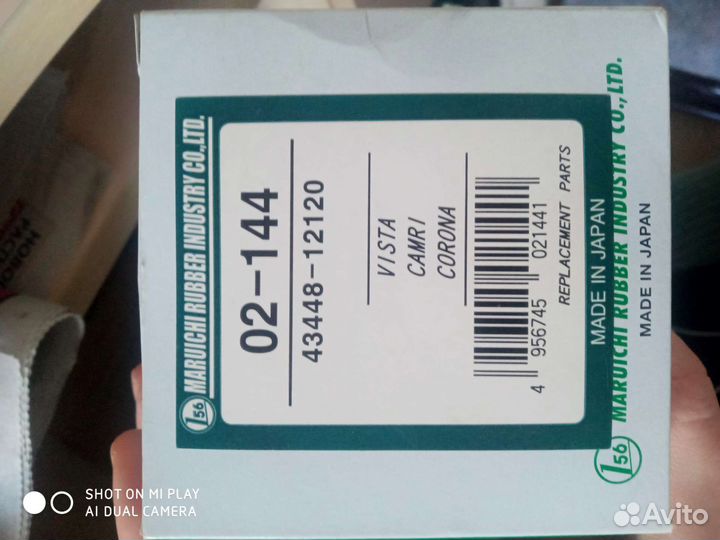 156 MARUICHI RUBBER INDUSTRY CO.,LTD.
02-144
43448-12120
VISTA
CAMRI
CORONA
4 956745 021441
REPLACEMENT PARTS
MADE IN JAPAN
156 MARUICHI RUBBER INDUSTRY CO.,LTD.
MADE IN JAPAN
SHOT ON MI PLAY
AI DUAL CAMERA
Avito